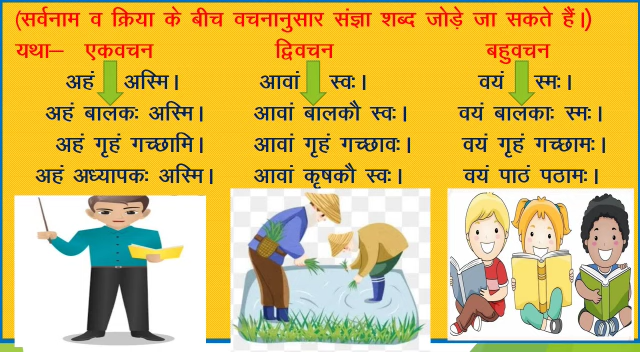 (सर्वनाम व क्रिया के बीच वचनानुसार संज्ञा शब्द जोड़े जा सकते हैं।)
यथा— एकवचन द्विवचन बहुवचन
अहं अस्मि। आवां स्वः। वयं स्मः।
अहं बालकः अस्मि। आवां बालकौ स्वः। वयं बालकाः स्मः।
अहं गृहं गच्छामि। आवां गृहं गच्छावः। वयं गृहं गच्छामः।
अहं अध्यापकः अस्मि। आवां कृषकौ स्वः। वयं पाठं पठामः।